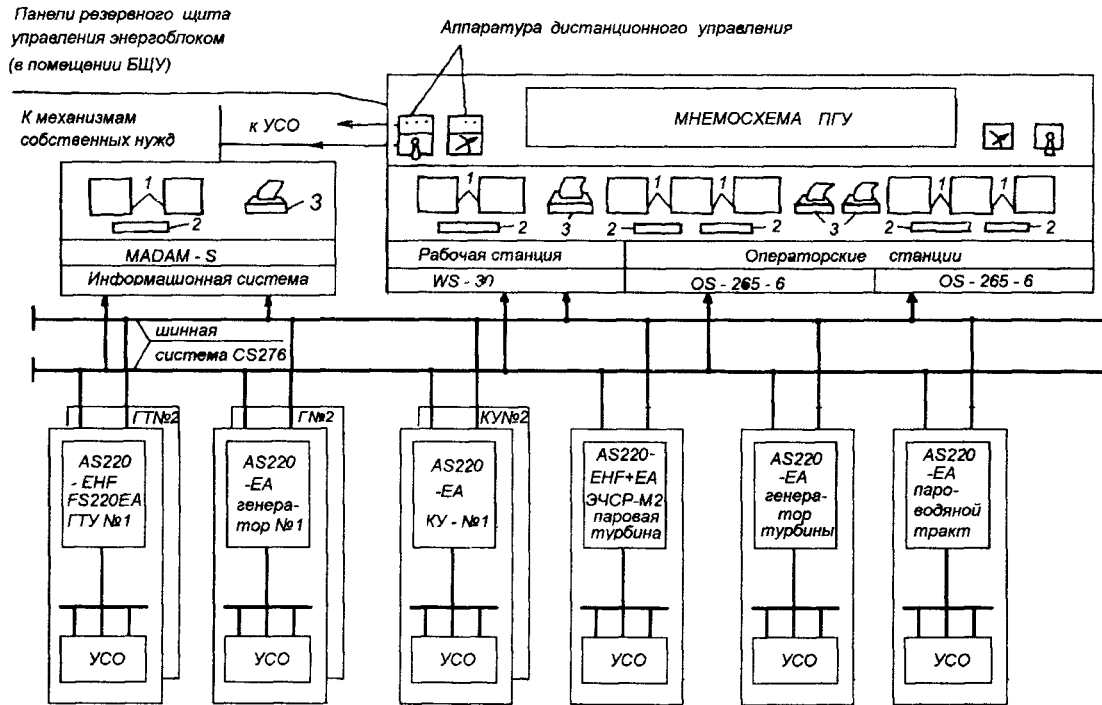 Панели резервного щита
управления энергоблоком
(в помещении БЩУ)
Аппаратура дистанционного управления
К механизмам
собственных нужд
к УСО
МНЕМОСХЕМА ПГУ
1
2
3
1
2
3
1
1
2
2
3
1
1
2
2
MADAM - S
Информационная система
Рабочая станция
Операторские станции
WS - 30
OS - 265 - 6
OS - 265 - 6
шинная
система CS276
ГТ№2
Г№2
КУ№2
AS220
- EHF
FS220EA
ГТУ №1
УСО
AS220
-EA
генера-
тор №1
УСО
AS220
-EA
КУ - №1
УСО
AS220-
EHF+EA
ЭЧСР-М2
паровая
турбина
УСО
AS220
-EA
генера-
тор
турбины
УСО
AS220
-EA
паро-
водяной
тракт
УСО